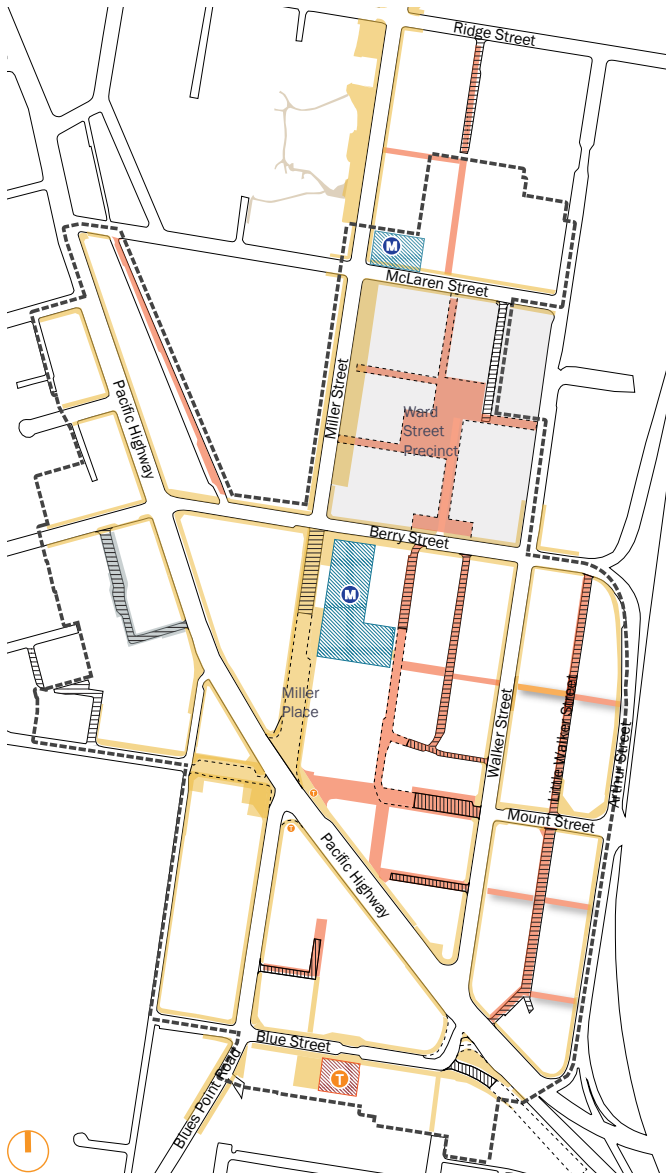 Ridge Street
M
McLaren Street
Miller Street
Pacific Highway
Ward
Street
Precinct
Berry Street
M
Miller
Place
Walker Street
Little Walker Street
Arthur Street
T
Mount Street
T
Pacific Highway
Blue Street
T
Blues Point Road